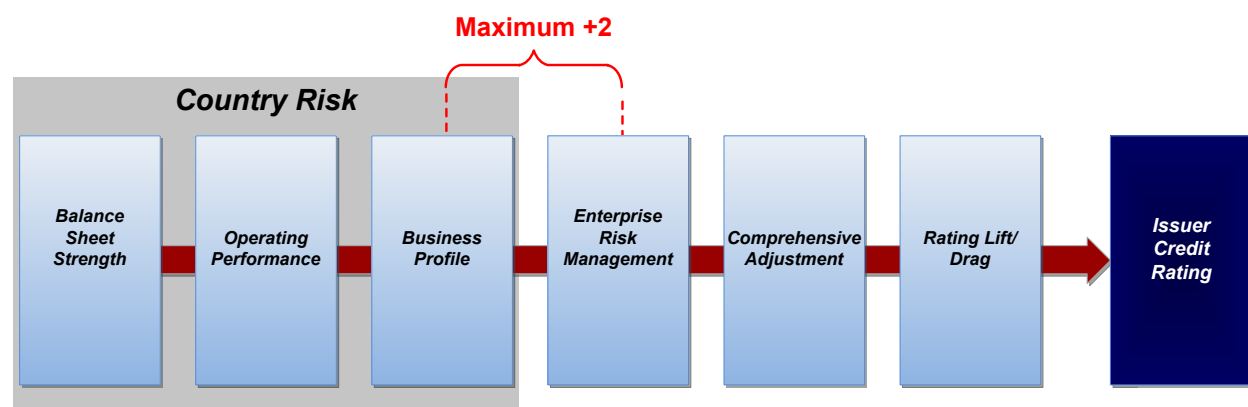 Maximum +2
Country Risk
Balance
Sheet
Strength
Operating
Performance
Business
Profile
Enterprise
Risk
Management
Comprehensive
Adjustment
Rating Lift/
Drag
Issuer
Credit
Rating